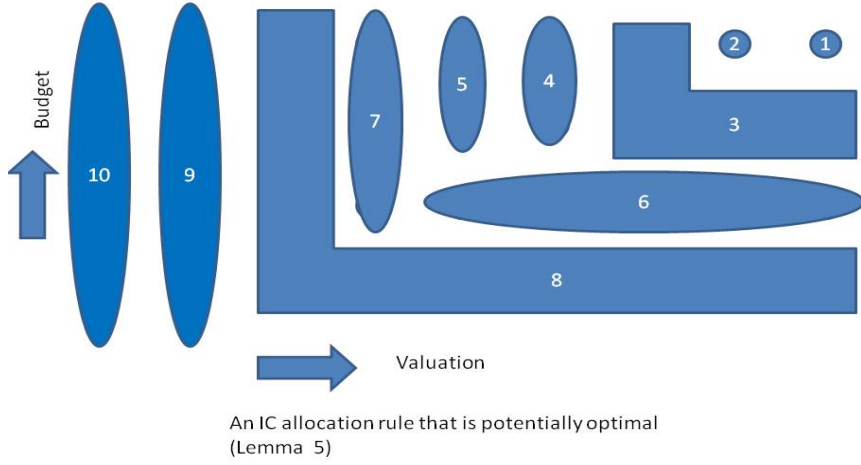 2
1
5
4
Budget
7
3
10
9
6
8
Valuation
An IC allocation rule that is potentially optimal
(Lemma 5)